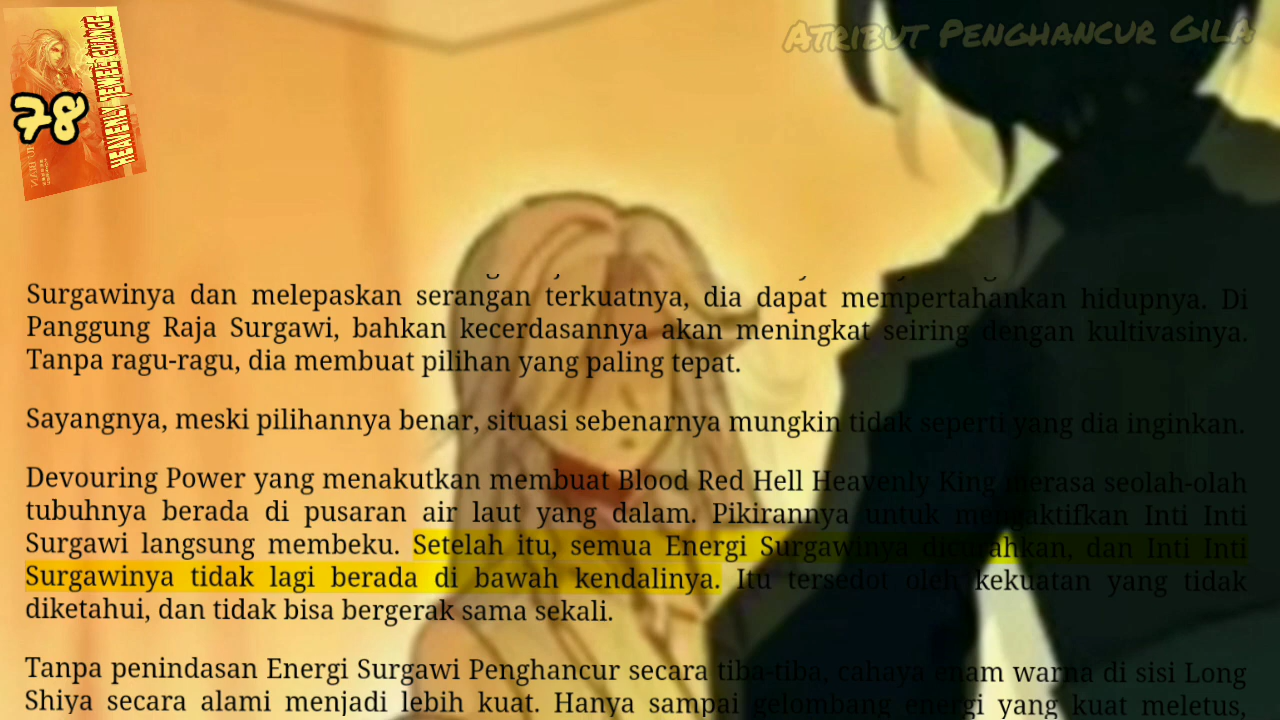 Atribut Penghancur Gila
HEAVENLY JEWEL CHANGE
78
Surgawinya dan melepaskan serangan terkuatnya, dia dapat mempertahankan hidupnya. Di
Panggung Raja Surgawi, bahkan kecerdasannya akan meningkat seiring dengan kultivasinya.
Tanpa ragu-ragu, dia membuat pilihan yang paling tepat.
Sayangnya, meski pilihannya benar, situasi sebenarnya mungkin tidak seperti yang dia inginkan.
Devouring Power yang menakutkan membuat Blood Red Hell Heavenly King merasa seolah-olah
tubuhnya berada di pusaran air laut yang dalam. Pikirannya untuk mengaktifkan Inti Inti
Surgawi langsung membeku. Setelah itu, semua Energi Surgawinya dicurahkan, dan Inti Inti
Surgawinya tidak lagi berada di bawah kendalinya. Itu tersedot oleh kekuatan yang tidak
diketahui, dan tidak bisa bergerak sama sekali.
Tanpa penindasan Energi Surgawi Penghancur secara tiba-tiba, cahaya enam warna di sisi Long
Shiya secara alami menjadi lebih kuat. Hanya sampai gelombang energi yang kuat meletus,